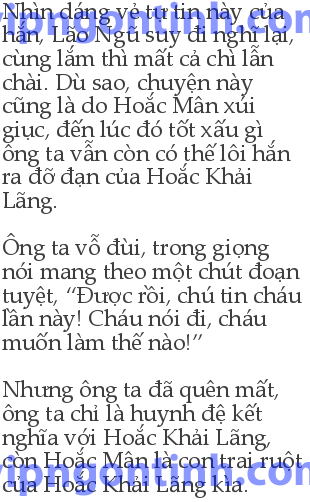 Nhìn dáng vẻ tự tin này của
hắn, Lão Ngũ suy đi nghĩ lại,
cùng lắm thì mất cả chì lẫn
chài. Dù sao, chuyện này
cũng là do Hoắc Mân xúi
giục, đến lúc đó tốt xấu gì
ông ta vẫn còn có thể lôi hắn
ra đỡ đạn của Hoắc Khải
Lãng.
Ông ta vỗ đùi, trong giọng
nói mang theo một chút đoạn
tuyệt, “Được rồi, chú tin cháu
lần này! Cháu nói đi, cháu
muốn làm thế nào!”
Nhưng ông ta đã quên mất,
ông ta chỉ là huynh đệ kết
nghĩa với Hoắc Khải Lãng,
còn Hoắc Mân là con trai ruột
của Hoắc Khải Lãng kìa.
vipngontinh.com
vipngontinh.com